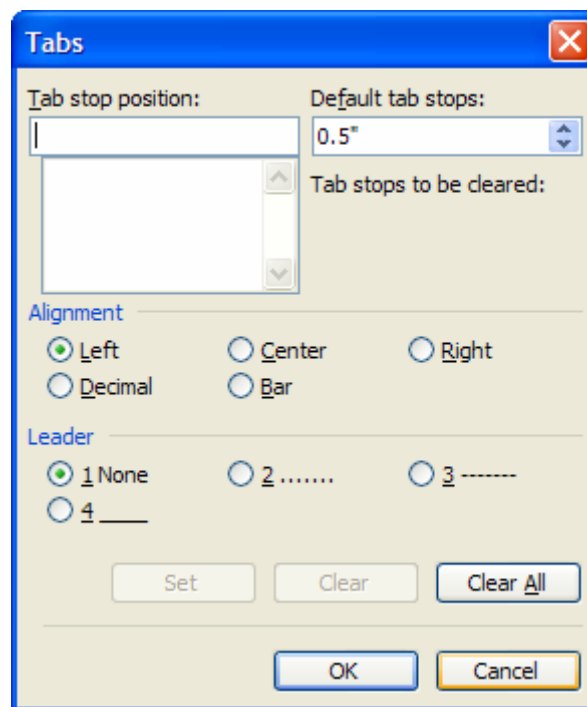 Tabs
Tab stop position: Default tab stops:
0.5"
Tab stops to be cleared:
Alignment
Left Center Right
Decimal Bar
Leader
1 None 2 ....... 3 -------
4 ____
Set Clear Clear All
OK Cancel